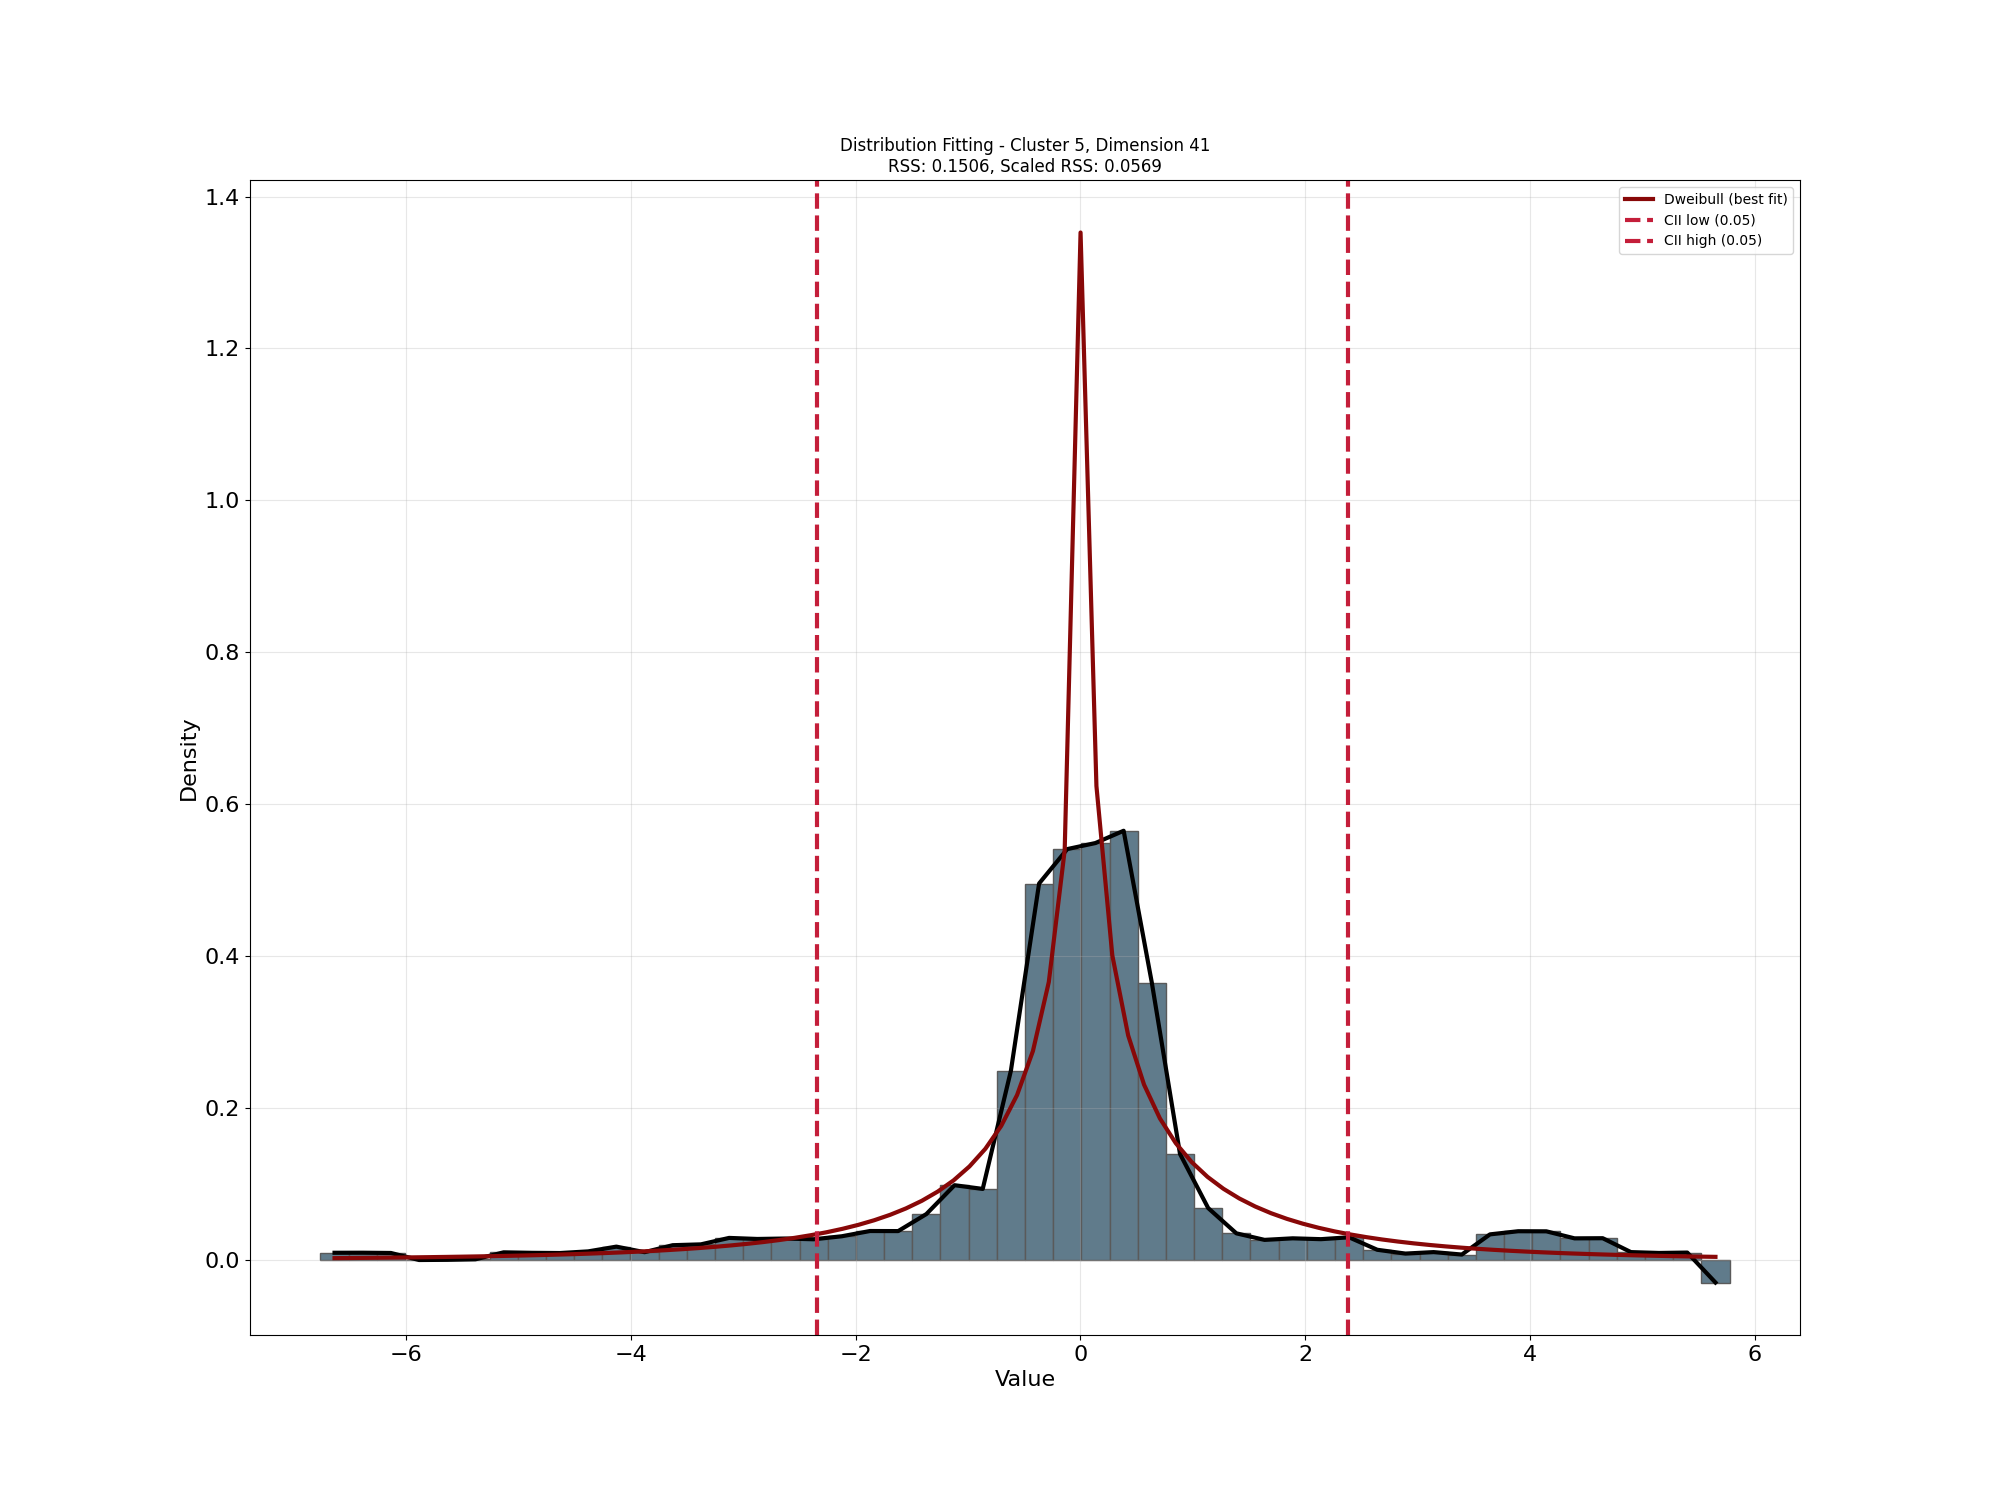 Distribution Fitting - Cluster 5, Dimension 41
RSS: 0.1506, Scaled RSS: 0.0569
Dweibull (best fit)
CII low (0.05)
CII high (0.05)
1.4
1.2
1.0
0.8
0.6
0.4
0.2
0.0
Density
−6
−4
−2
0
2
4
6
Value